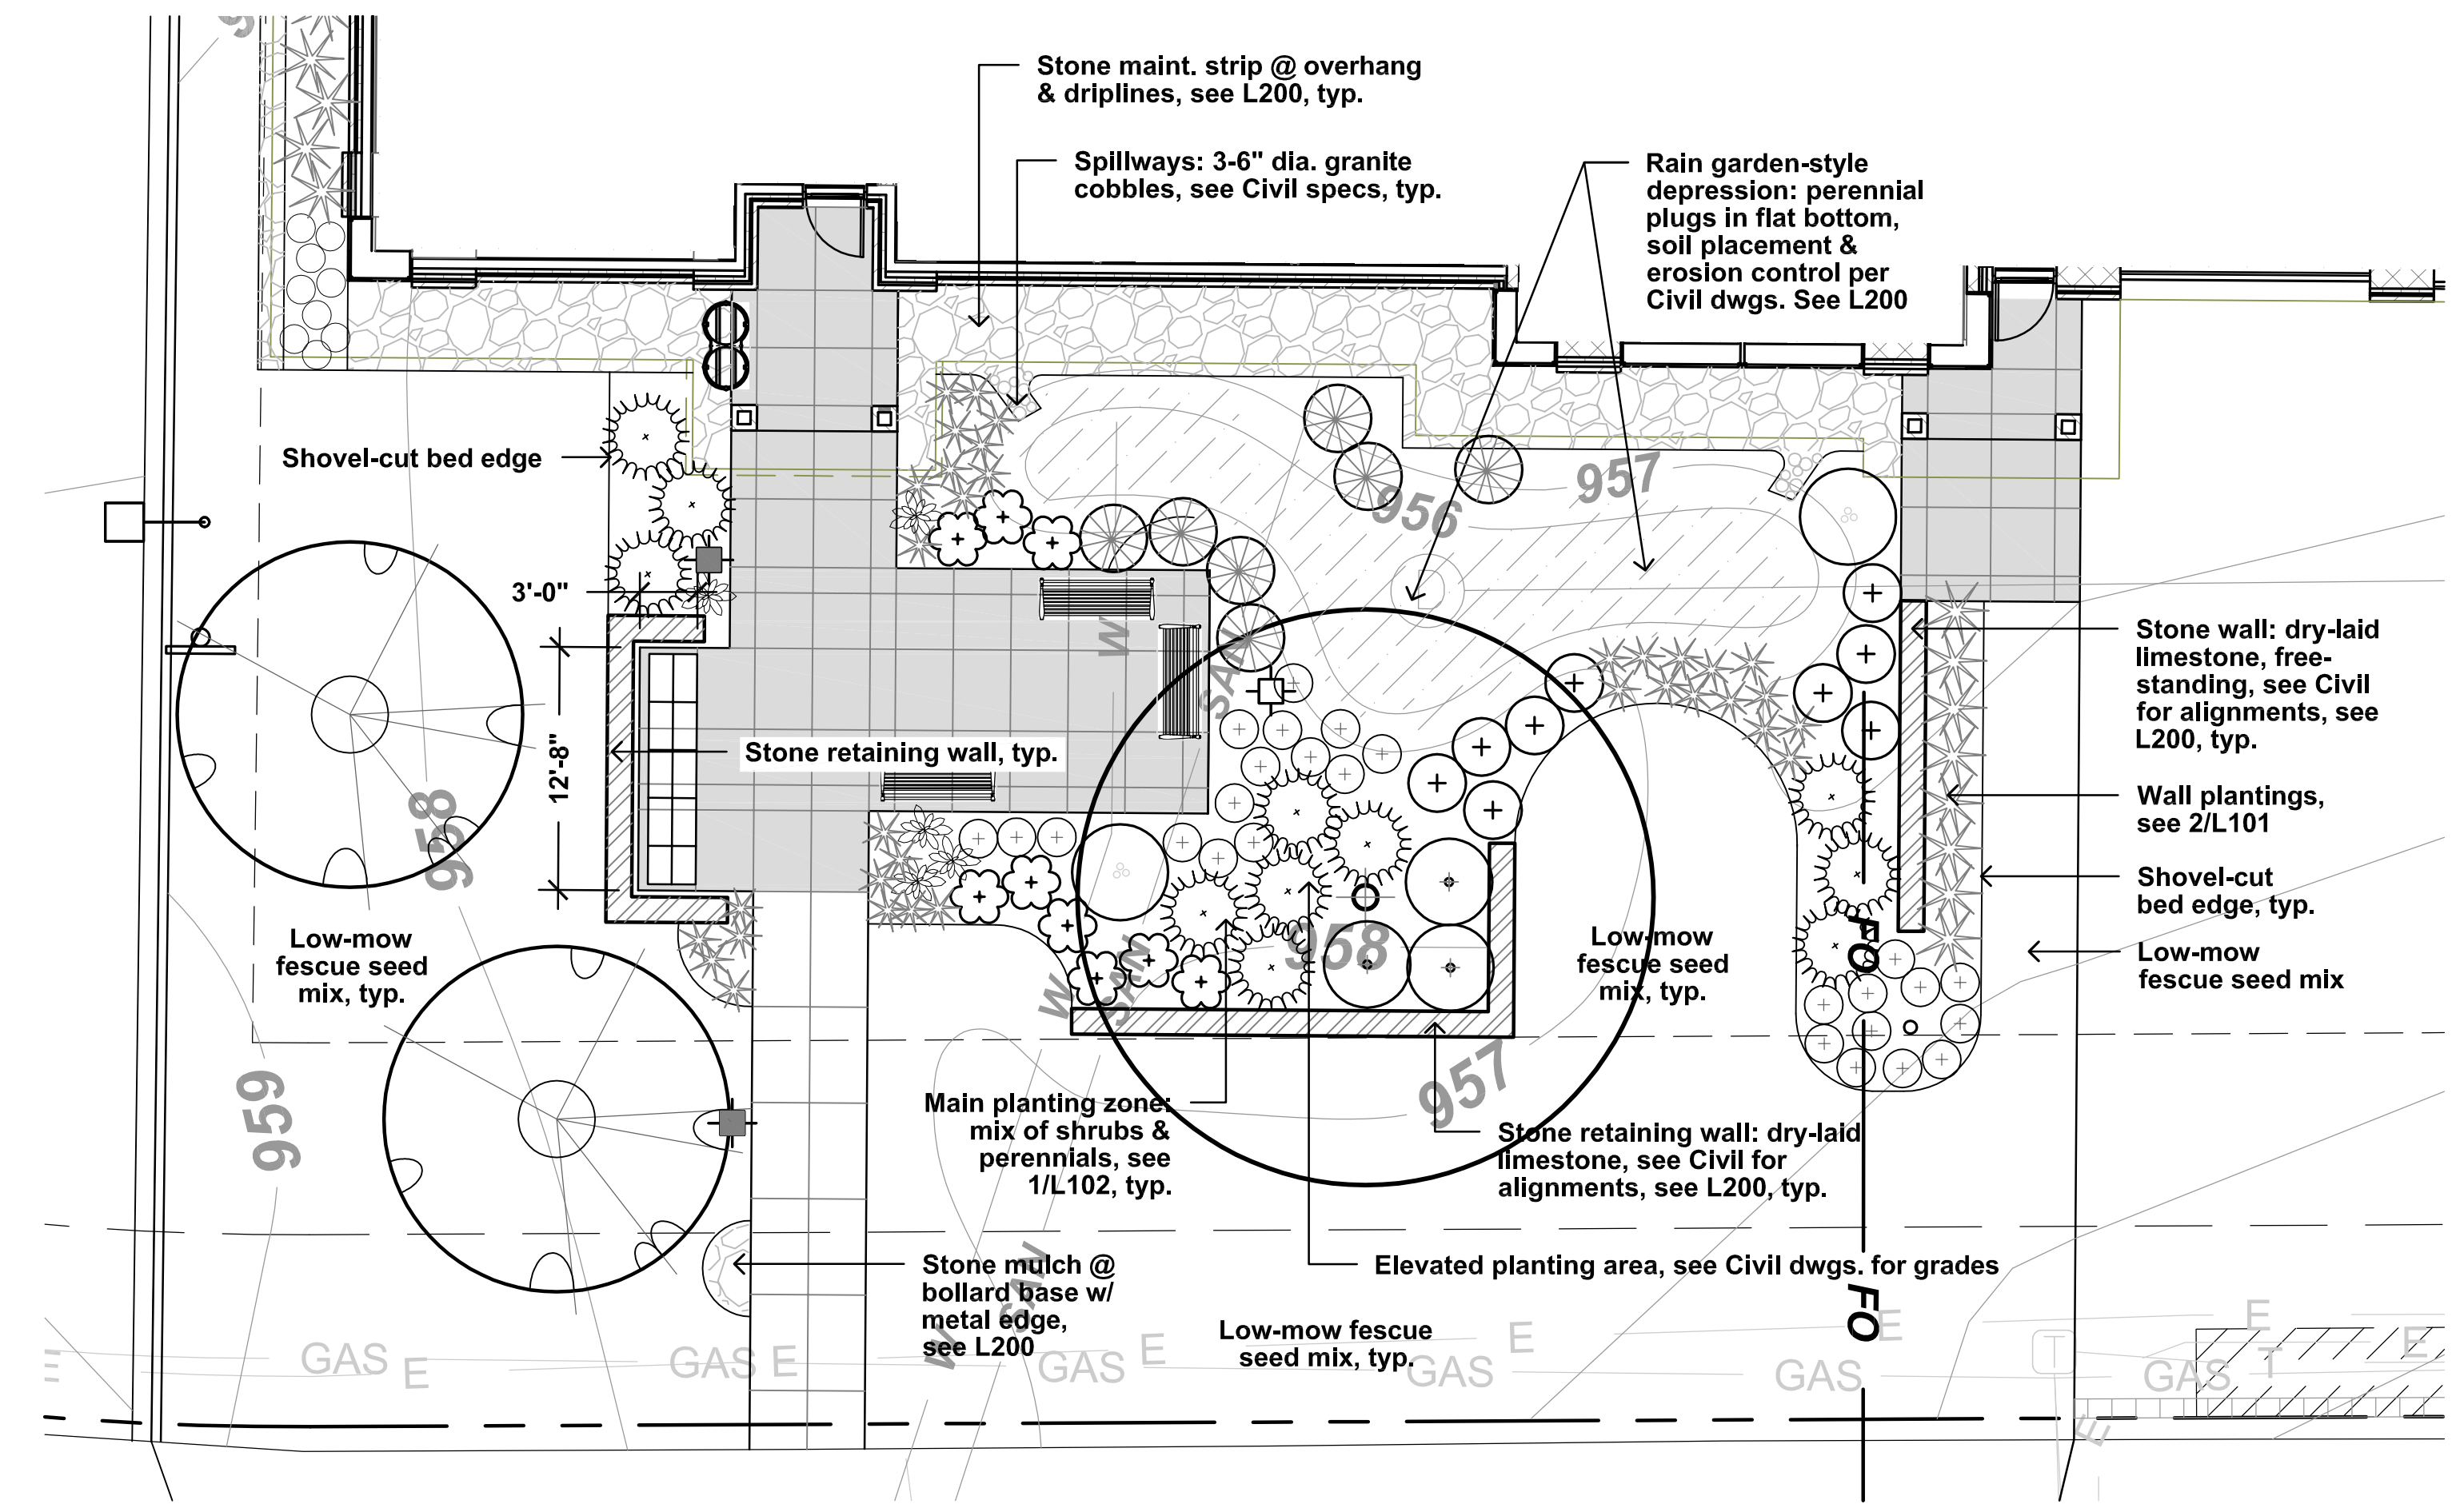 Stone maint. strip @ overhang
& driplines, see L200, typ.
Spillways: 3-6" dia. granite
cobbles, see Civil specs, typ.
Rain garden-style
depression: perennial
plugs in flat bottom,
soil placement &
erosion control per
Civil dwgs. See L200
Shovel-cut bed edge
957
956
3'-0"
W
SAN
Stone wall: dry-laid
limestone, free-
standing, see Civil
for alignments, see
L200, typ.
12'-8"
Stone retaining wall, typ.
958
Wall plantings,
see 2/L101
Shovel-cut
bed edge, typ.
Low-mow
fescue seed
mix, typ.
958
Low-mow
fescue seed
mix, typ.
FO
Low-mow
fescue seed mix
W
SAN
959
957
Main planting zone:
mix of shrubs &
perennials, see
1/L102, typ.
Stone retaining wall: dry-laid
limestone, see Civil for
alignments, see L200, typ.
Stone mulch @
bollard base w/
metal edge,
see L200
Elevated planting area, see Civil dwgs. for grades
W
SAN
FO
Low-mow fescue
seed mix, typ.
E
GAS
E
GAS
E
GAS
E
GAS
E
GAS
E
T
GAS
E
T
E
E